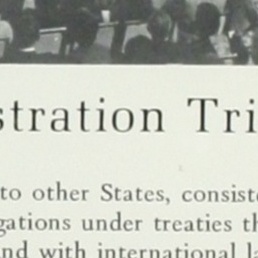 stration Tri
to other States, consiste
gations under treaties th
nd with international la